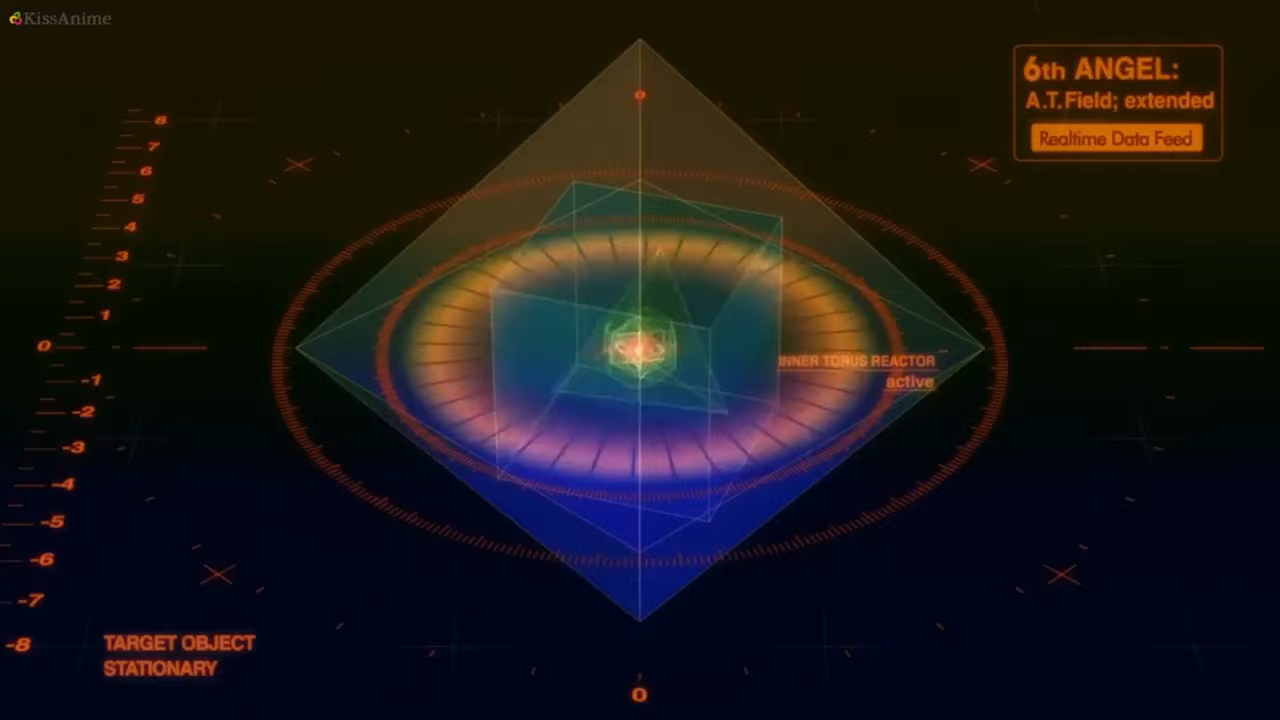 KissAnime
6th ANGEL:
A.T.Field; extended
Realtime Data Feed
8
7
6
5
4
3
2
1
0
-1
-2
-3
-4
-5
-6
-7
-8
0
INNER TORUS REACTOR
active
TARGET OBJECT
STATIONARY
0